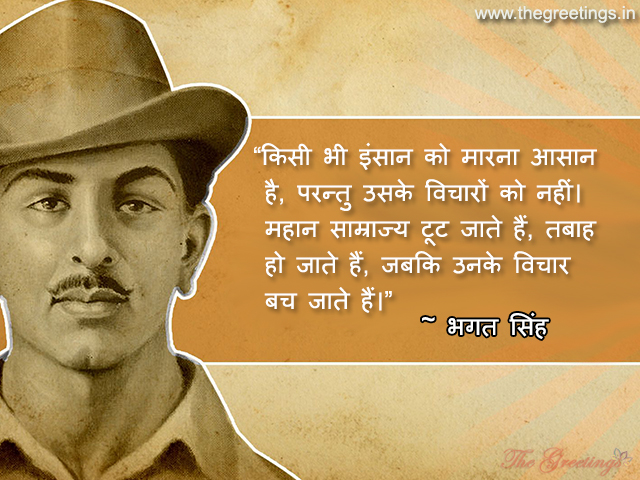 www.thegreetings.in
“किसी भी इंसान को मारना आसान
है, परन्तु उसके विचारों को नहीं।
महान साम्राज्य टूट जाते हैं, तबाह
हो जाते हैं, जबकि उनके विचार
बच जाते हैं।”
~ भगत सिंह
The Greetings